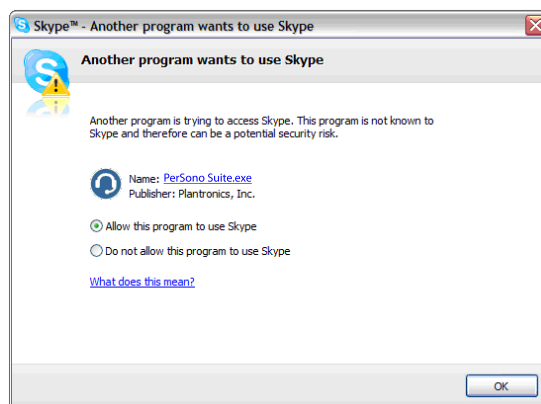 Skype™ - Another program wants to use Skype
Another program wants to use Skype
Another program is trying to access Skype. This program is not known to
Skype and therefore can be a potential security risk.
Name: PerSono Suite.exe
Publisher: Plantronics, Inc.
Allow this program to use Skype
Do not allow this program to use Skype
What does this mean?
OK